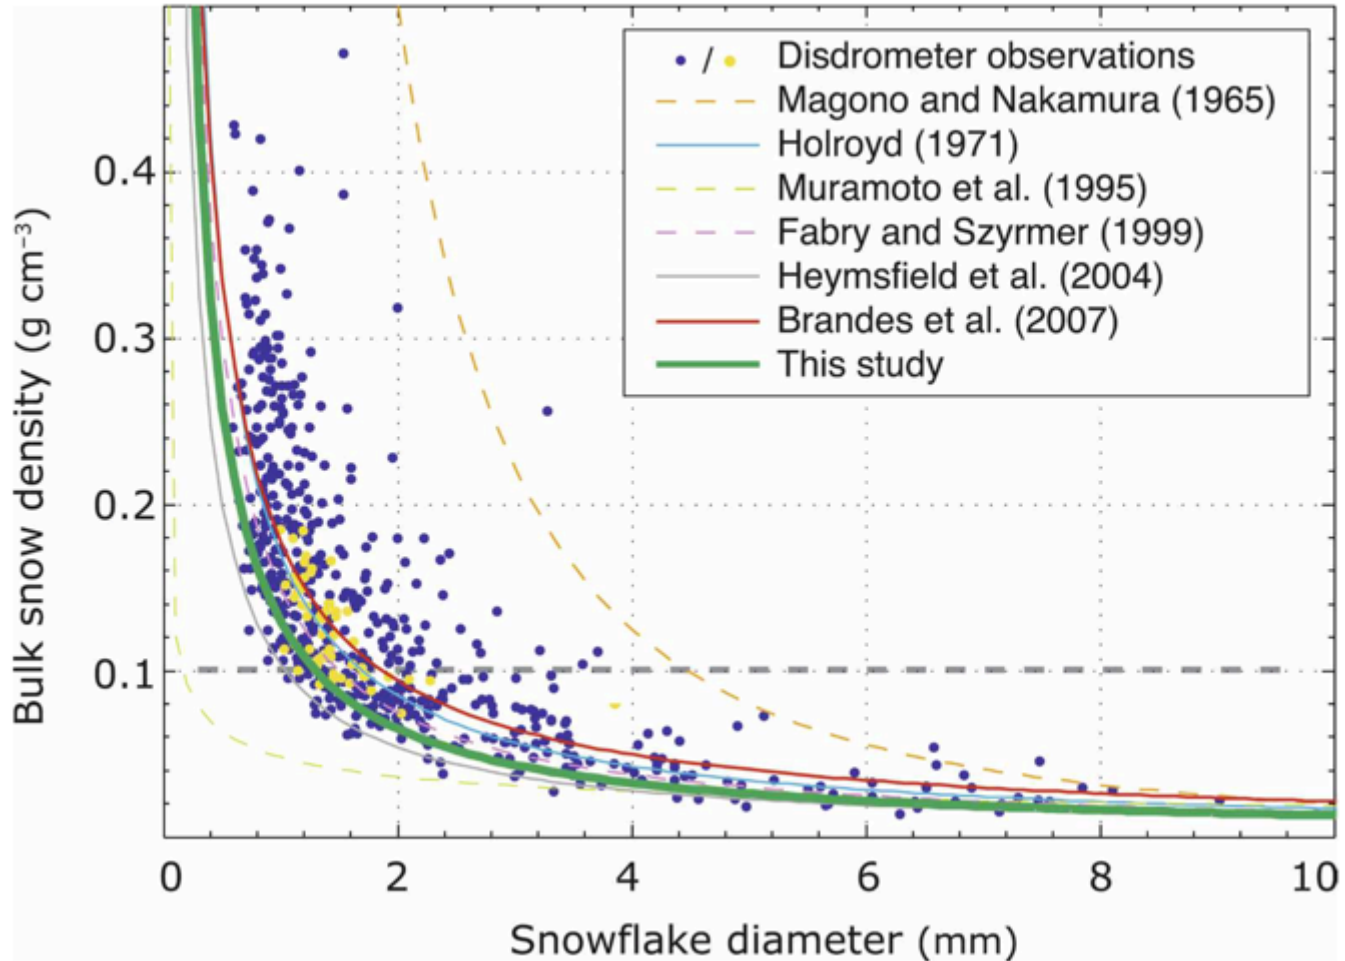 Disdrometer observations
Magono and Nakamura (1965)
Holroyd (1971)
Muramoto et al. (1995)
Fabry and Szyrmer (1999)
Heymsfield et al. (2004)
Brandes et al. (2007)
This study
Bulk snow density (g cm⁻³)
0.4
0.3
0.2
0.1
0 2 4 6 8 10
Snowflake diameter (mm)